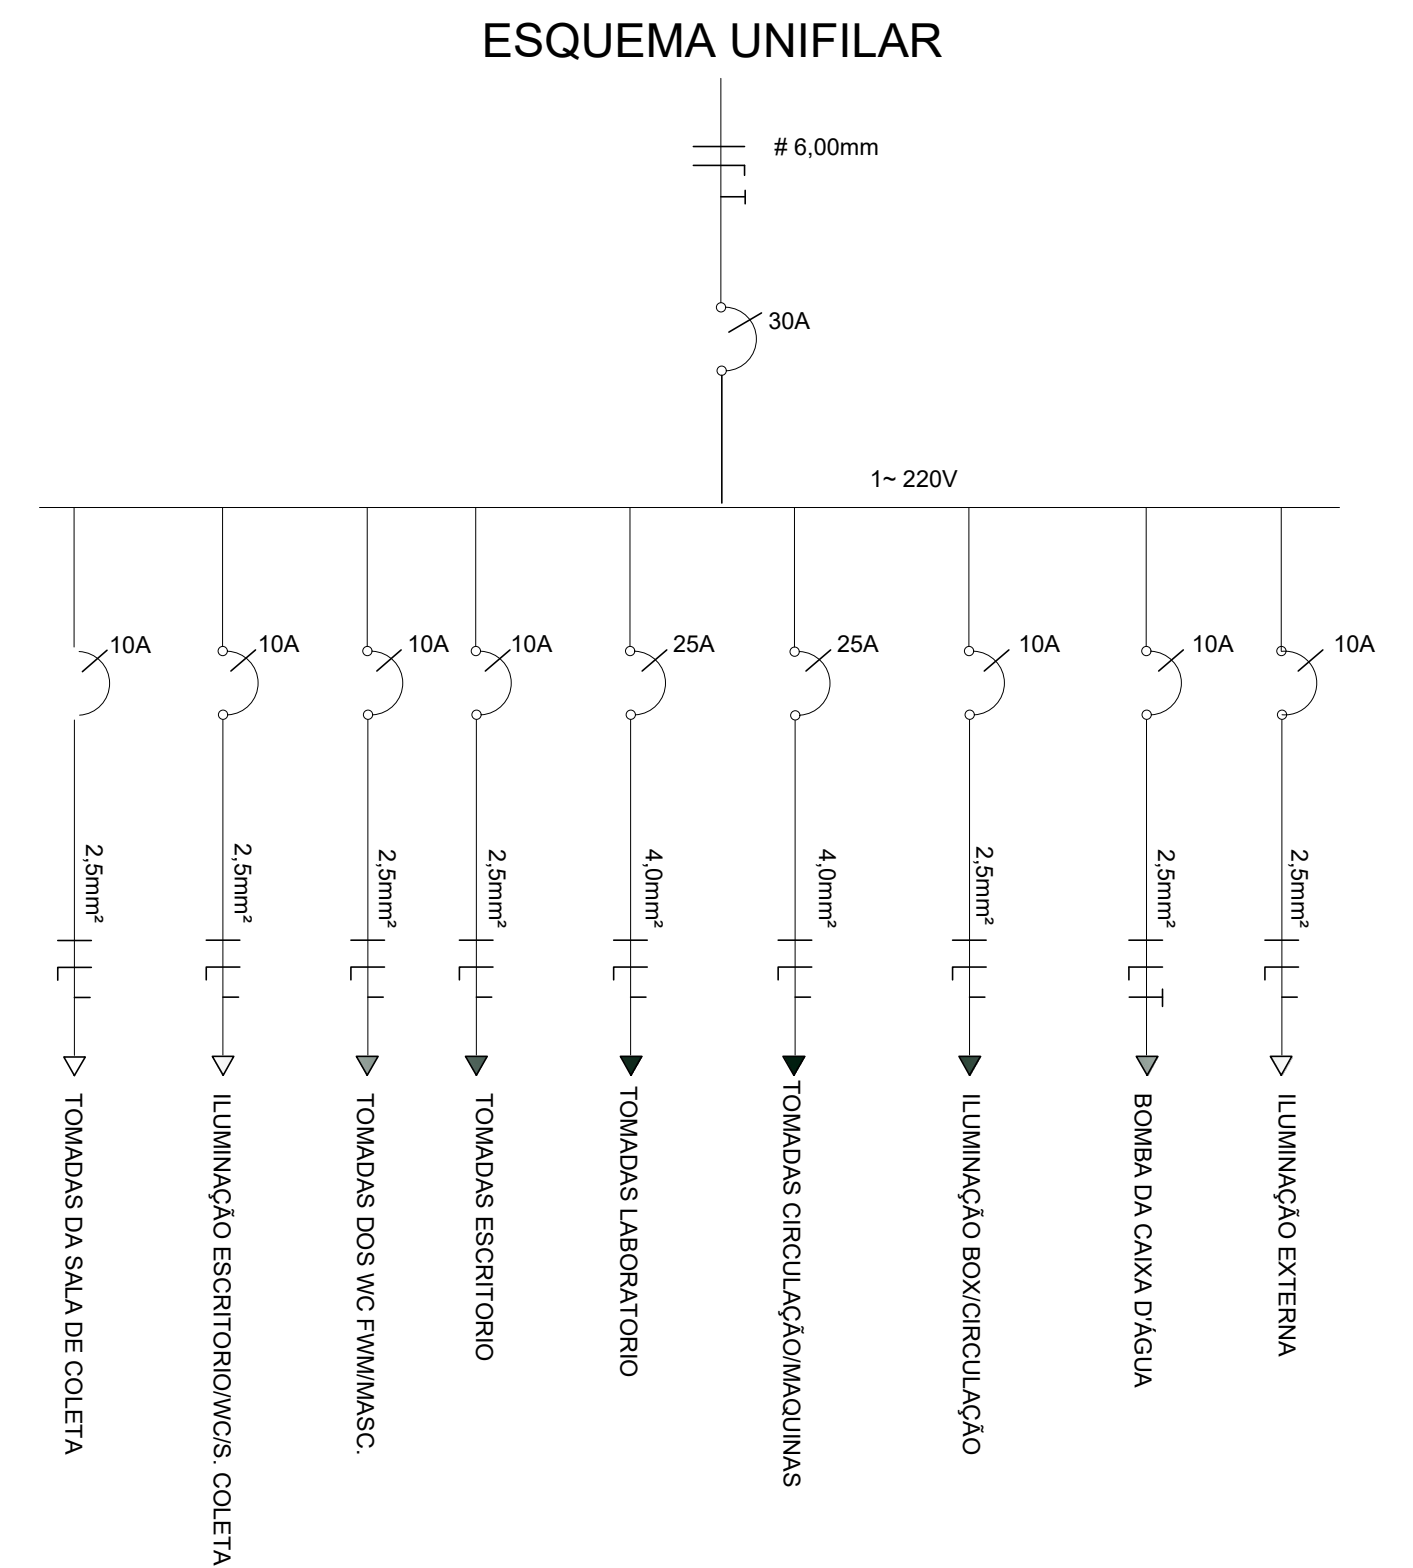 ESQUEMA UNIFILAR
# 6,00mm
30A
1~ 220V
10A
10A
10A
10A
25A
25A
10A
10A
10A
2,5mm²
2,5mm²
2,5mm²
2,5mm²
4,0mm²
4,0mm²
2,5mm²
2,5mm²
2,5mm²
TOMADAS DA SALA DE COLETA
ILUMINAÇÃO ESCRITORIO/WC/S. COLETA
TOMADAS DOS WC FWM/MASC.
TOMADAS ESCRITORIO
TOMADAS LABORATORIO
TOMADAS CIRCULAÇÃO/MAQUINAS
ILUMINAÇÃO BOX/CIRCULAÇÃO
BOMBA DA CAIXA D'ÁGUA
ILUMINAÇÃO EXTERNA